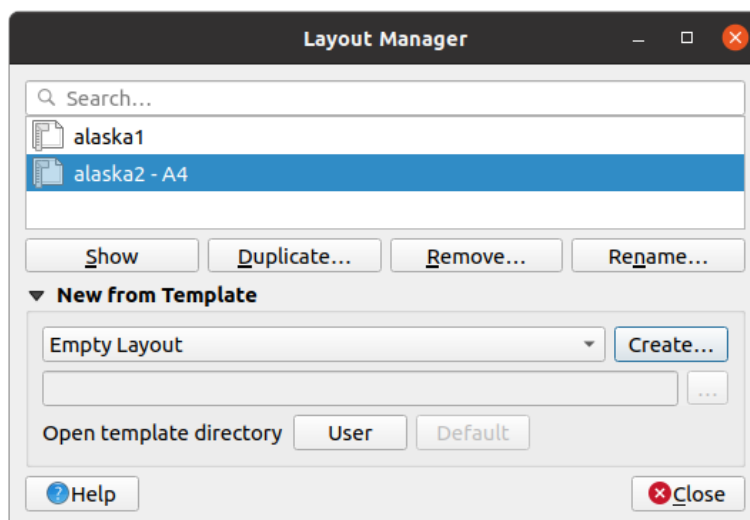 Layout Manager
Search...
alaska1
alaska2 - A4
Show Duplicate... Remove... Rename...
New from Template
Empty Layout Create...
...
Open template directory User Default
Help Close